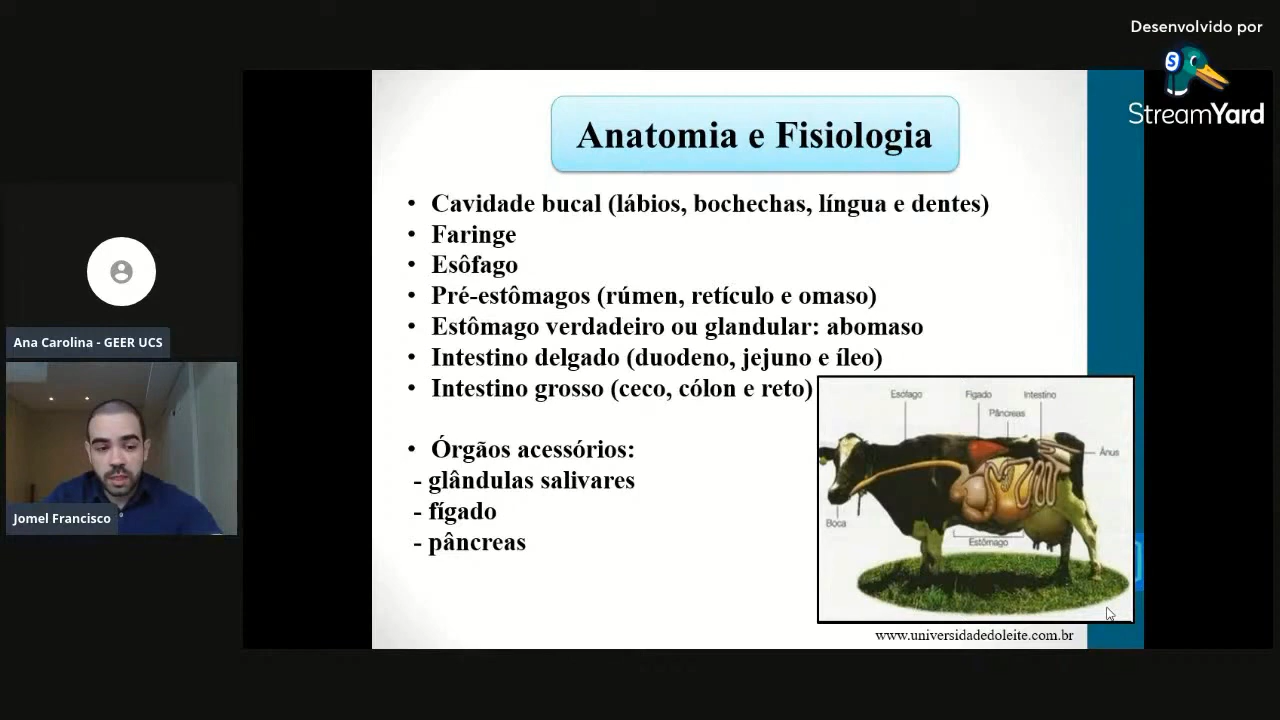 Desenvolvido por
StreamYard
Anatomia e Fisiologia
• Cavidade bucal (lábios, bochechas, língua e dentes)
• Faringe
• Esôfago
• Pré-estômagos (rúmen, retículo e omaso)
• Estômago verdadeiro ou glandular: abomaso
• Intestino delgado (duodeno, jejuno e íleo)
• Intestino grosso (ceco, cólon e reto)
• Órgãos acessórios:
- glândulas salivares
- fígado
- pâncreas
Esófago
Fígado
Intestino
Pâncreas
Ânus
Boca
Estômago
www.universidadedoleite.com.br
Ana Carolina - GEER UCS
Jomel Francisco